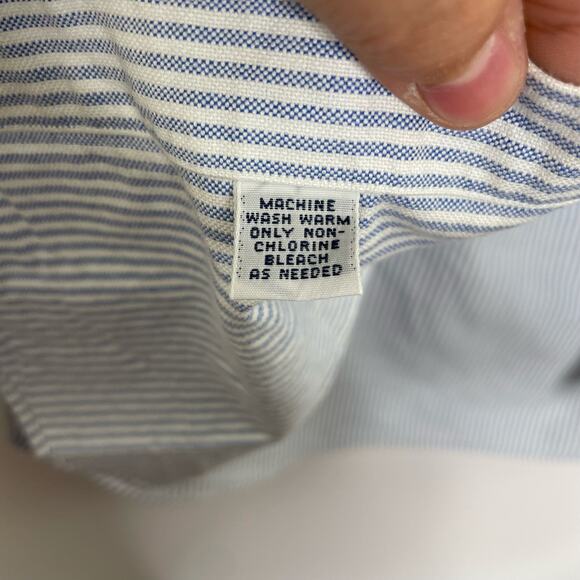 MACHINE
WASH WARM
ONLY NON-
CHLORINE
BLEACH
AS NEEDED